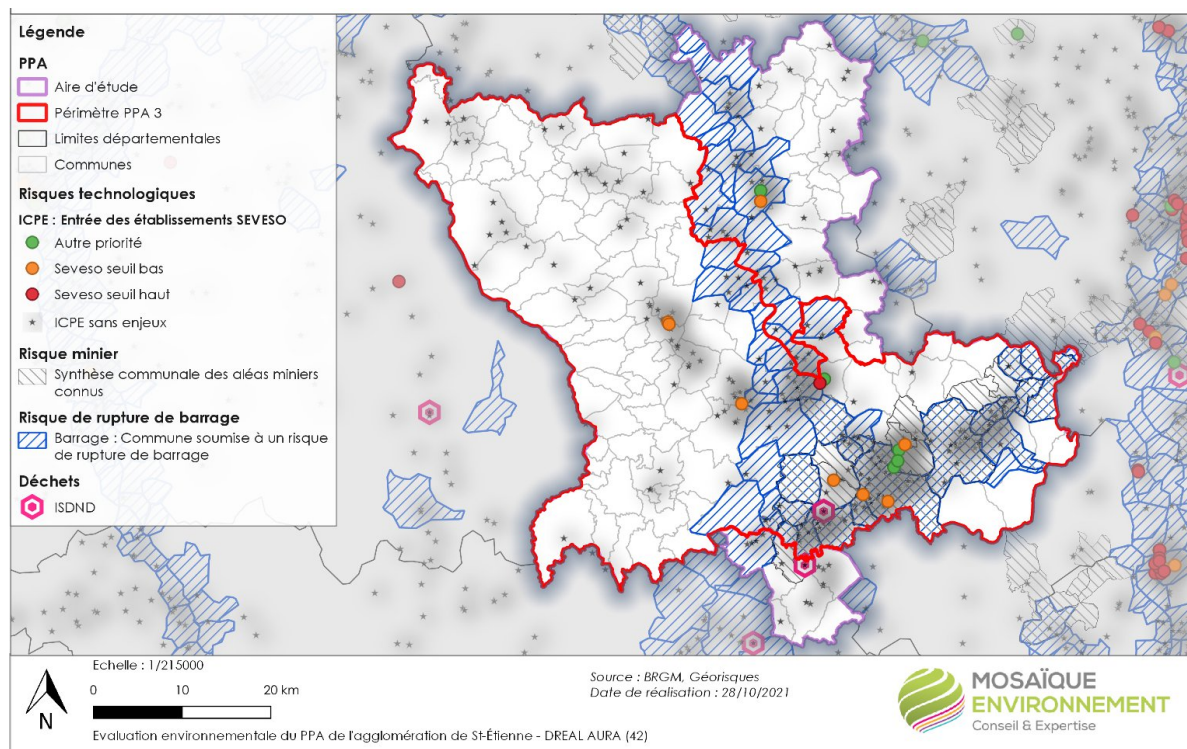 Légende
PPA
Aire d'étude
Périmètre PPA 3
Limites départementales
Communes
Risques technologiques
ICPE : Entrée des établissements SEVESO
Autre priorité
Seveso seuil bas
Seveso seuil haut
ICPE sans enjeux
Risque minier
Synthèse communale des aléas miniers
connus
Risque de rupture de barrage
Barrage : Commune soumise à un risque
de rupture de barrage
Déchets
ISDND
N
Echelle : 1/215000
0 10 20 km
Evaluation environnementale du PPA de l'agglomération de St-Étienne - DREAL AURA (42)
Source : BRGM, Géorisques
Date de réalisation : 28/10/2021
MOSAÏQUE
ENVIRONNEMENT
Conseil & Expertise